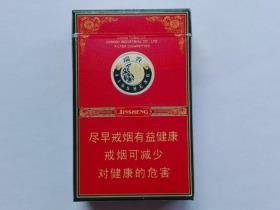 JIANGXI INDUSTRIAL CO., LTD
FILTER CIGARETTES
JINSHENG
尽早戒烟有益健康
戒烟可减少
对健康的危害